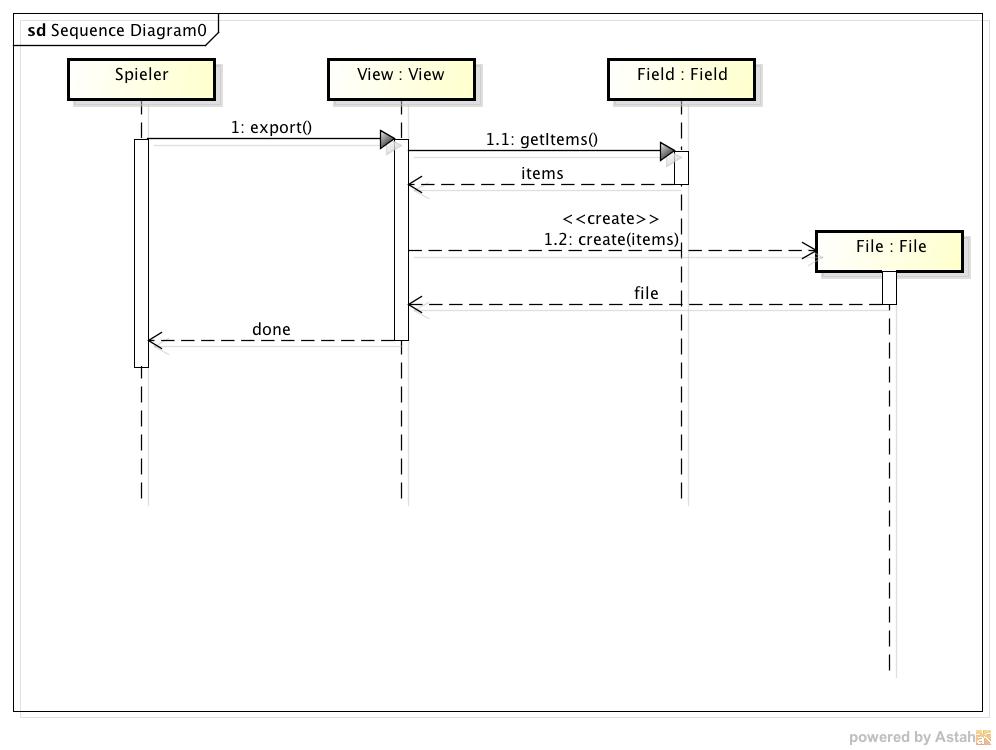 sd Sequence Diagram0
Spieler
View : View
Field : Field
1: export()
1.1: getItems()
items
<<create>>
1.2: create(items)
File : File
file
done
powered by Astah